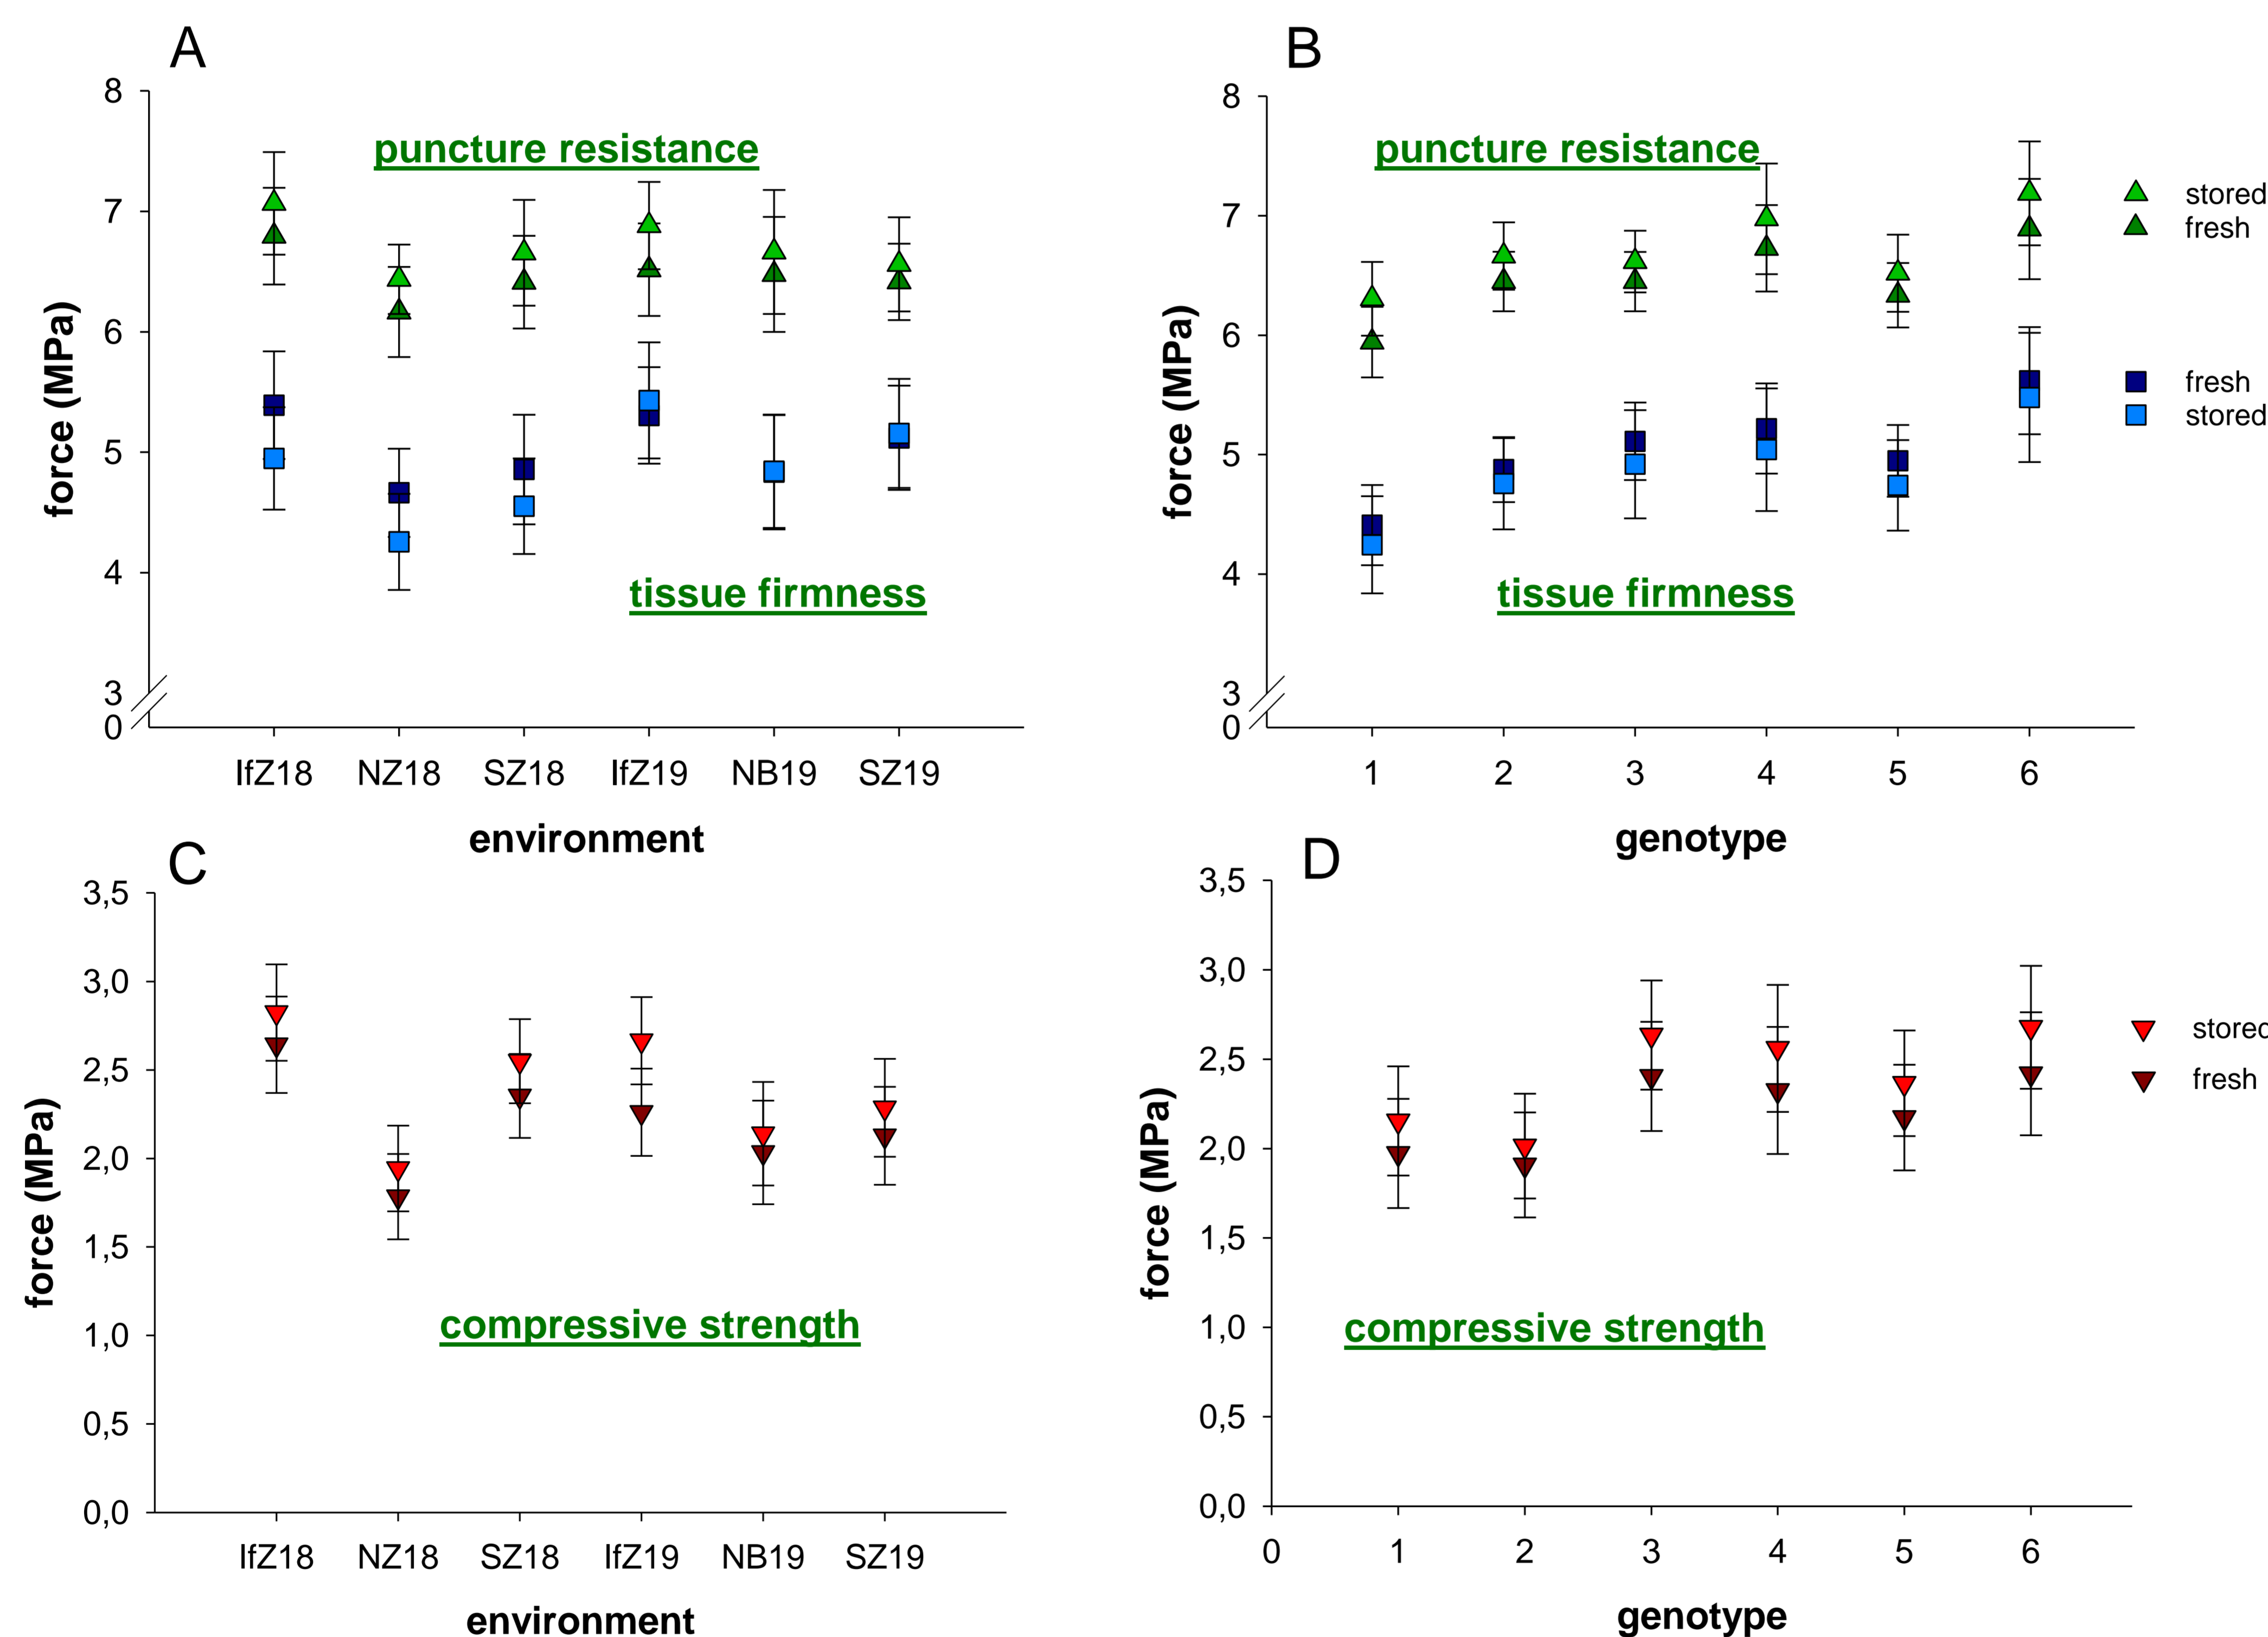 A
8
7
6
5
4
3
0
force (MPa)
puncture resistance
tissue firmness
IfZ18 NZ18 SZ18 IfZ19 NB19 SZ19
environment
B
8
7
6
5
4
3
0
force (MPa)
puncture resistance
tissue firmness
1 2 3 4 5 6
genotype
stored
fresh
fresh
stored
C
3,5
3,0
2,5
2,0
1,5
1,0
0,5
0,0
force (MPa)
compressive strength
IfZ18 NZ18 SZ18 IfZ19 NB19 SZ19
environment
D
3,5
3,0
2,5
2,0
1,5
1,0
0,5
0,0
force (MPa)
compressive strength
0 1 2 3 4 5 6
genotype
stored
fresh